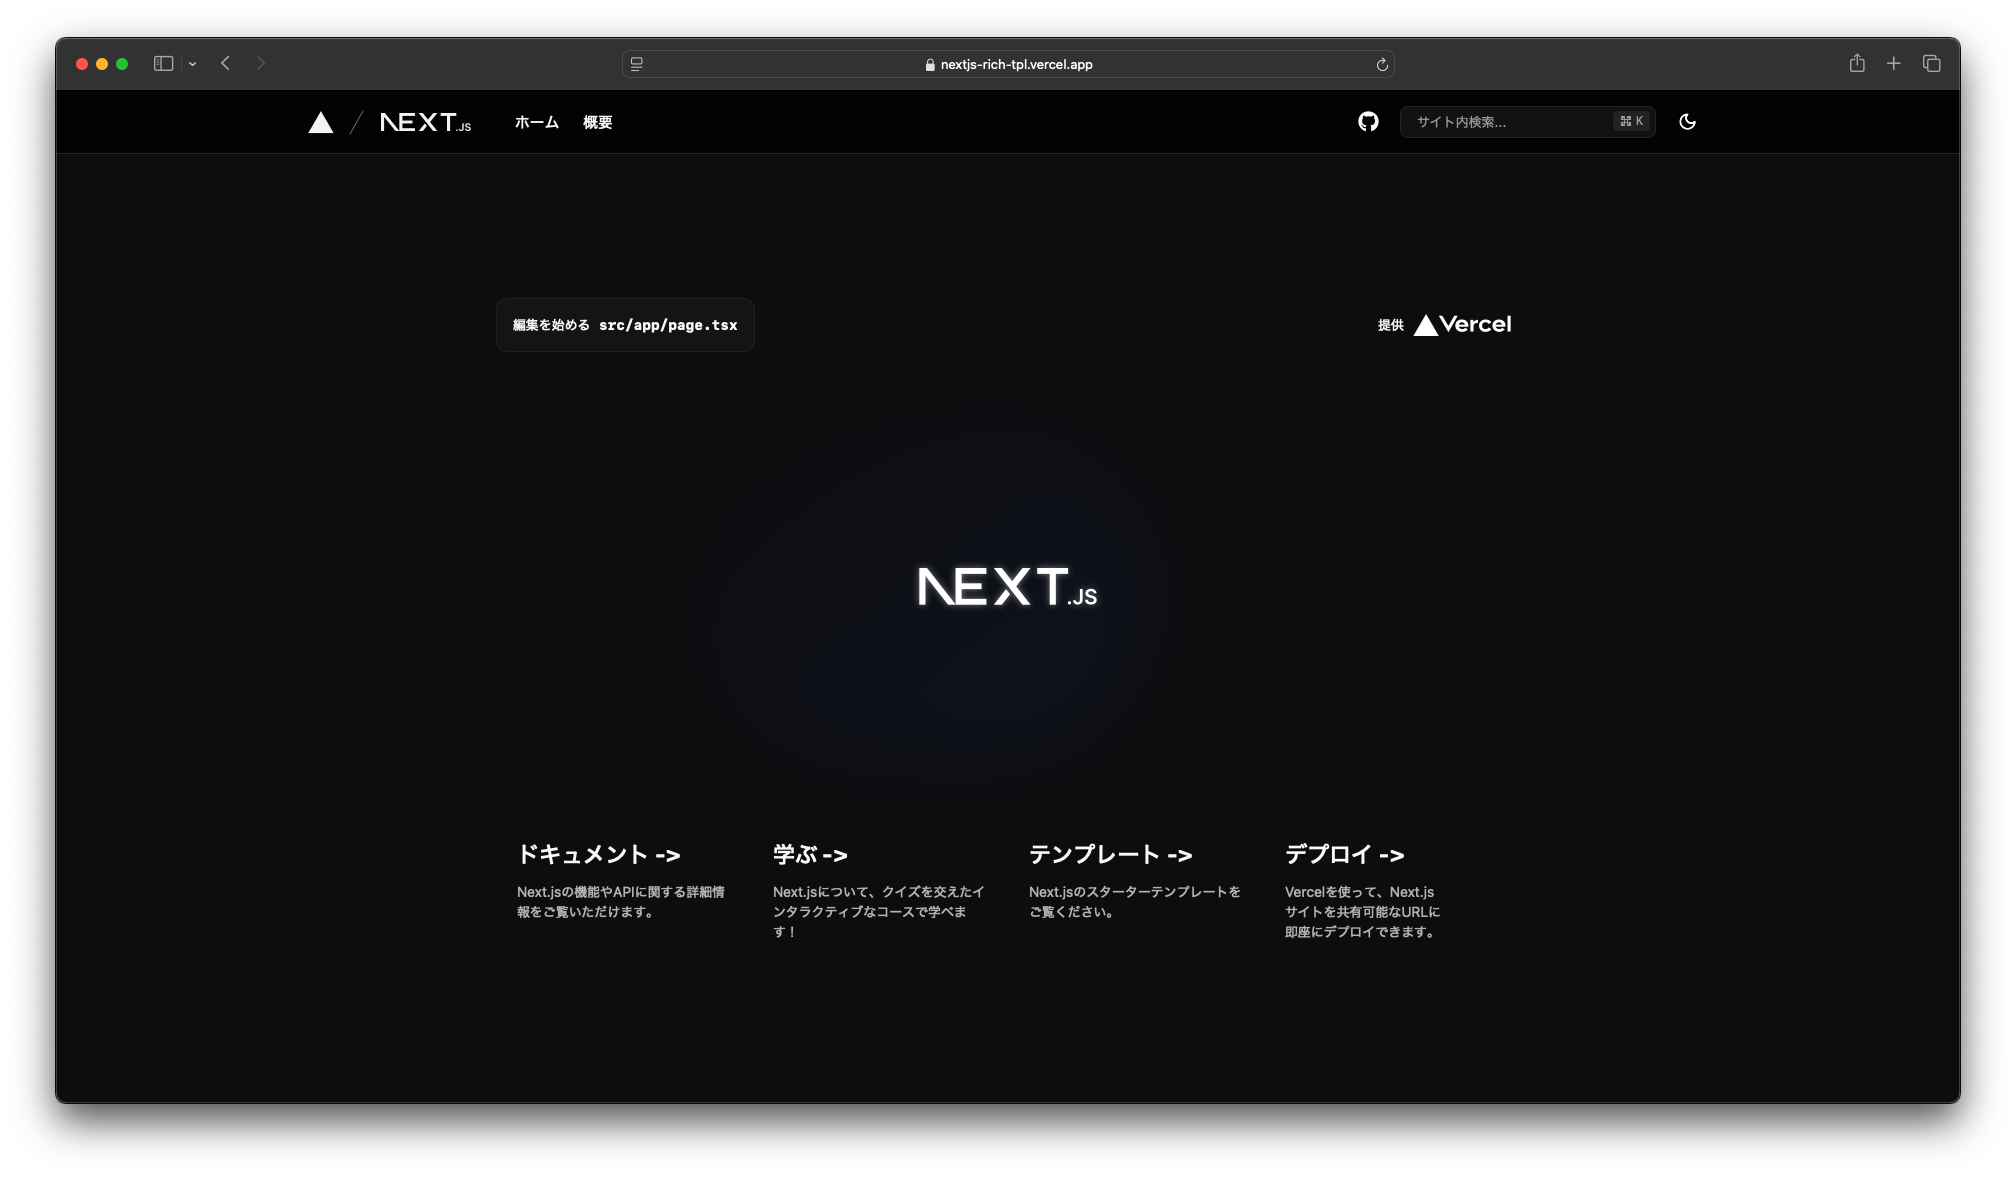 nextjs-rich-tpl.vercel.app
NEXT.JS
ホーム 概要
サイト内検索... ⌘ K
編集を始める src/app/page.tsx
提供 Vercel
NEXT.JS
ドキュメント ->
Next.jsの機能やAPIに関する詳細情
報をご覧いただけます。
学ぶ ->
Next.jsについて、クイズを交えたイ
ンタラクティブなコースで学べま
す！
テンプレート ->
Next.jsのスターターテンプレートを
ご覧ください。
デプロイ ->
Vercelを使って、Next.js
サイトを共有可能なURLに
即座にデプロイできます。